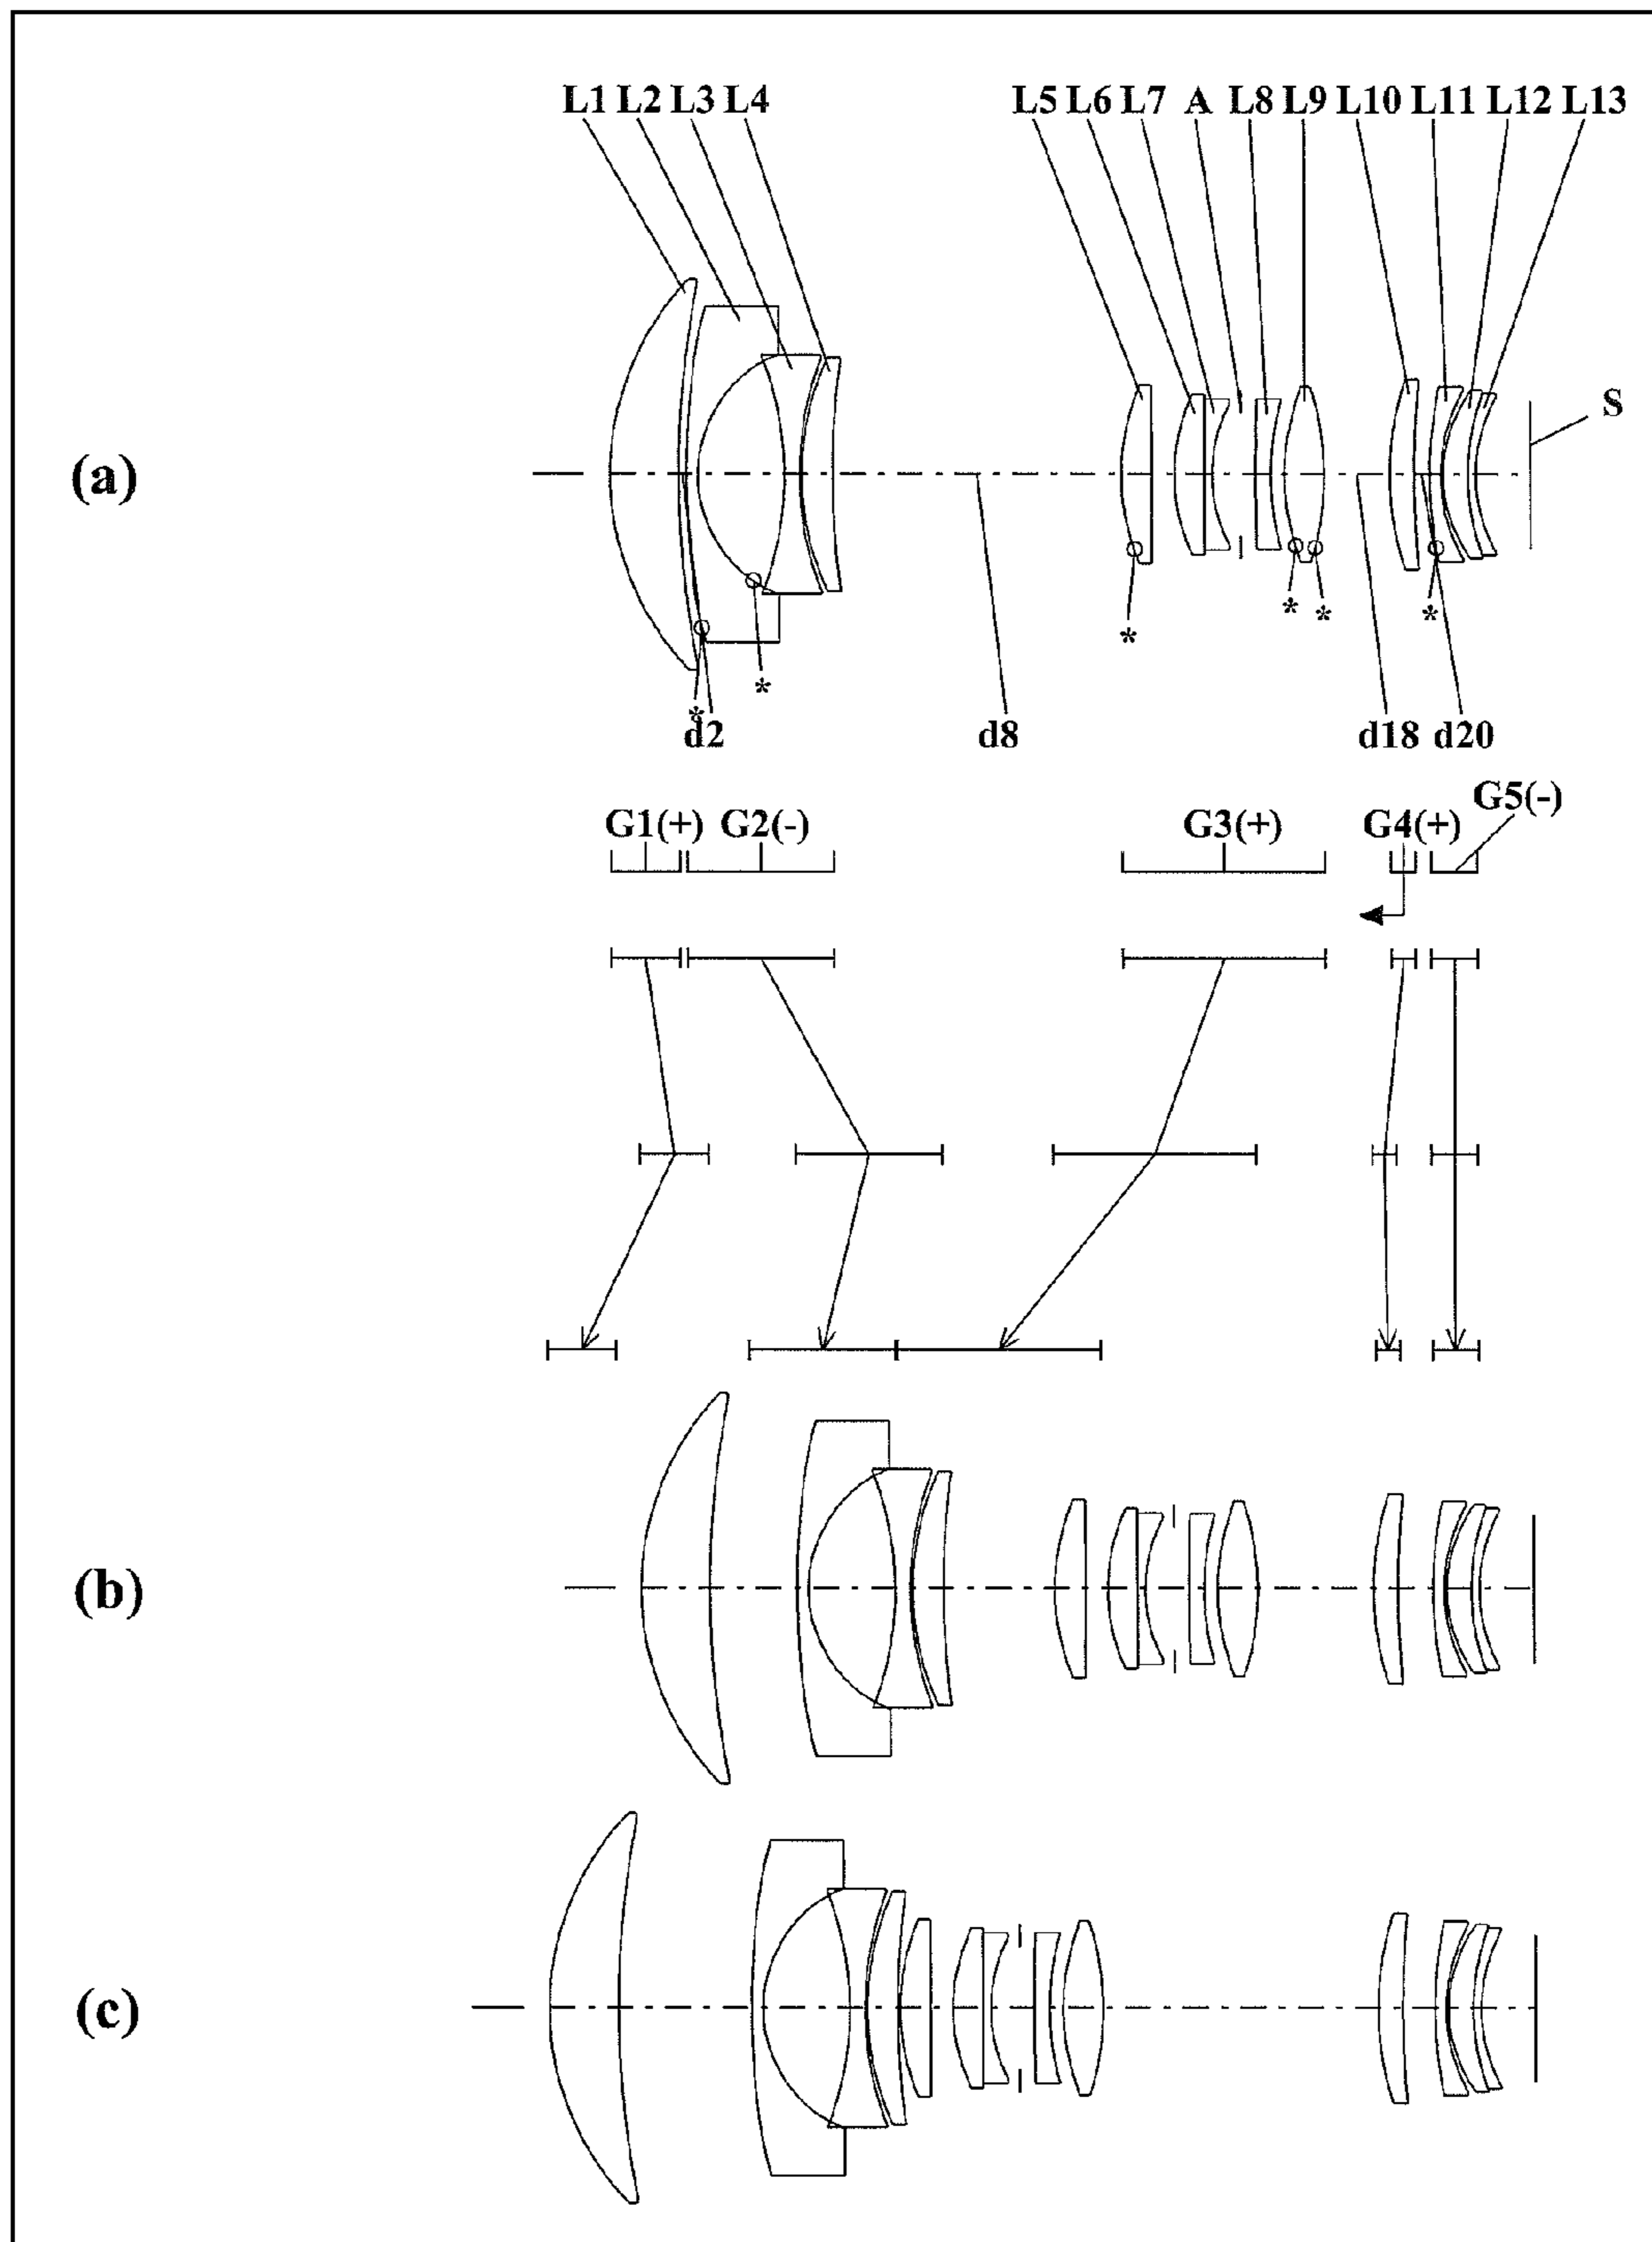 L1 L2 L3 L4 L5 L6 L7 A L8 L9 L10 L11 L12 L13
S
(a)
* * * * * *
*
d2 d8 d18 d20
G5(-)
G1(+) G2(-) G3(+) G4(+)
(b)
(c)